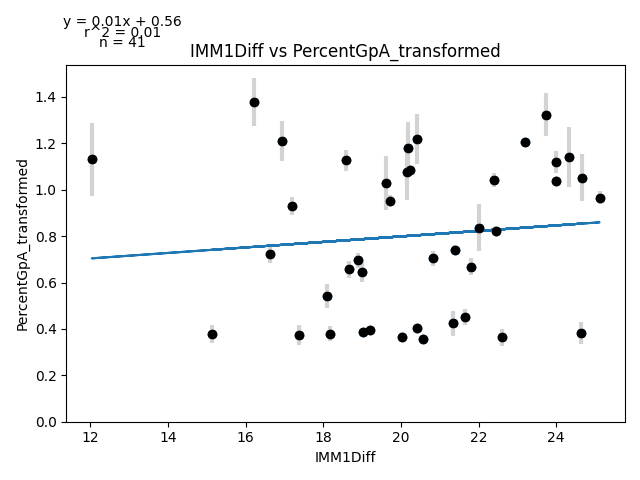 y = 0.01x + 0.56
r^2 = 0.01
n = 41
IMM1Diff vs PercentGpA_transformed
PercentGpA_transformed
1.4
1.2
1.0
0.8
0.6
0.4
0.2
0.0
12 14 16 18 20 22 24
IMM1Diff